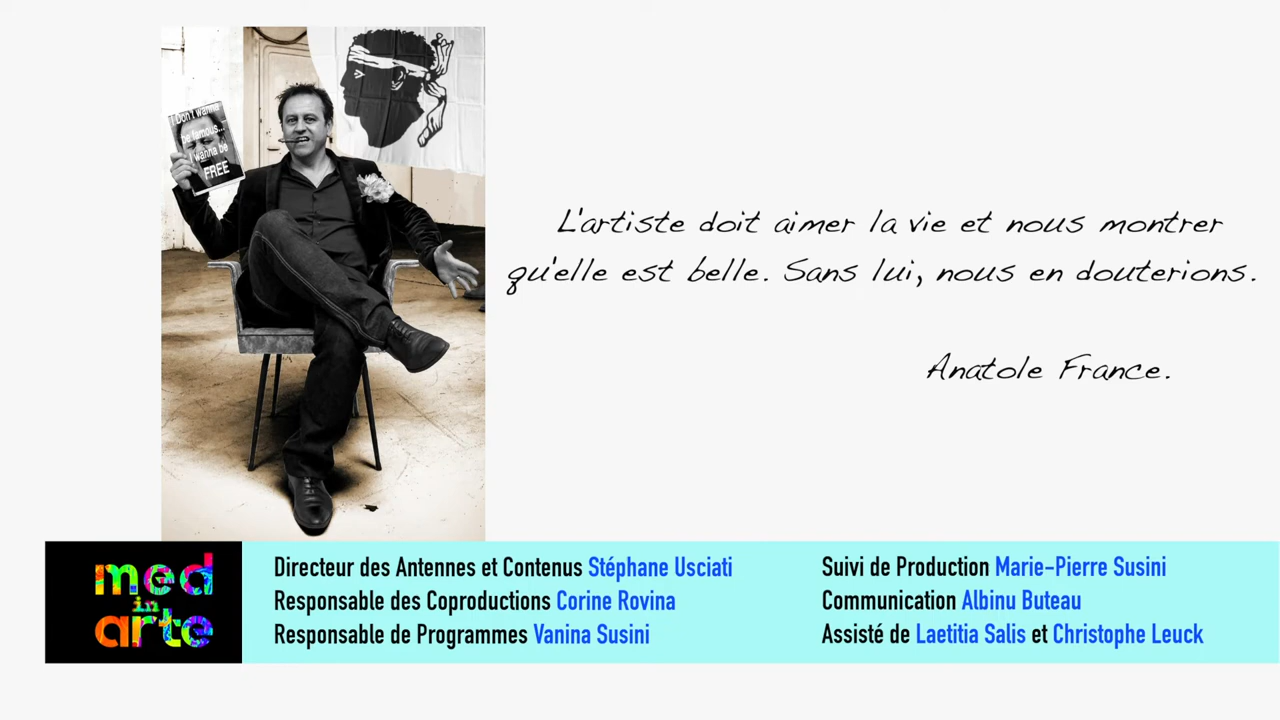 I Don't wanna
be famous...
I wanna be
FREE
L'artiste doit aimer la vie et nous montrer
qu'elle est belle. Sans lui, nous en douterions.
Anatole France.
med
in
arte
Directeur des Antennes et Contenus Stéphane Usciati
Responsable des Coproductions Corine Rovina
Responsable de Programmes Vanina Susini
Suivi de Production Marie-Pierre Susini
Communication Albinu Buteau
Assisté de Laetitia Salis et Christophe Leuck